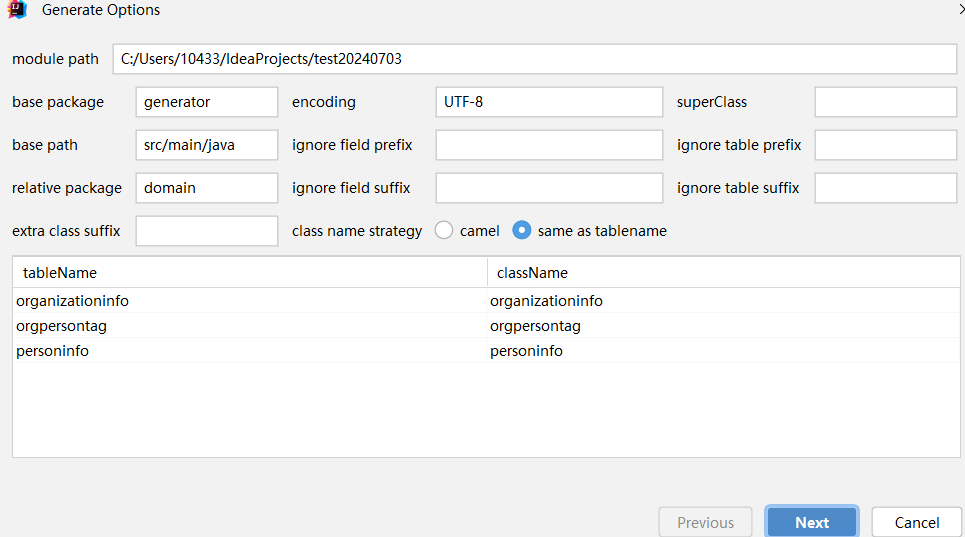 Generate Options
module path C:/Users/10433/IdeaProjects/test20240703
base package generator encoding UTF-8 superClass
base path src/main/java ignore field prefix ignore table prefix
relative package domain ignore field suffix ignore table suffix
extra class suffix class name strategy camel same as tablename
tableName className
organizationinfo organizationinfo
orgpersontag orgpersontag
personinfo personinfo
Previous Next Cancel